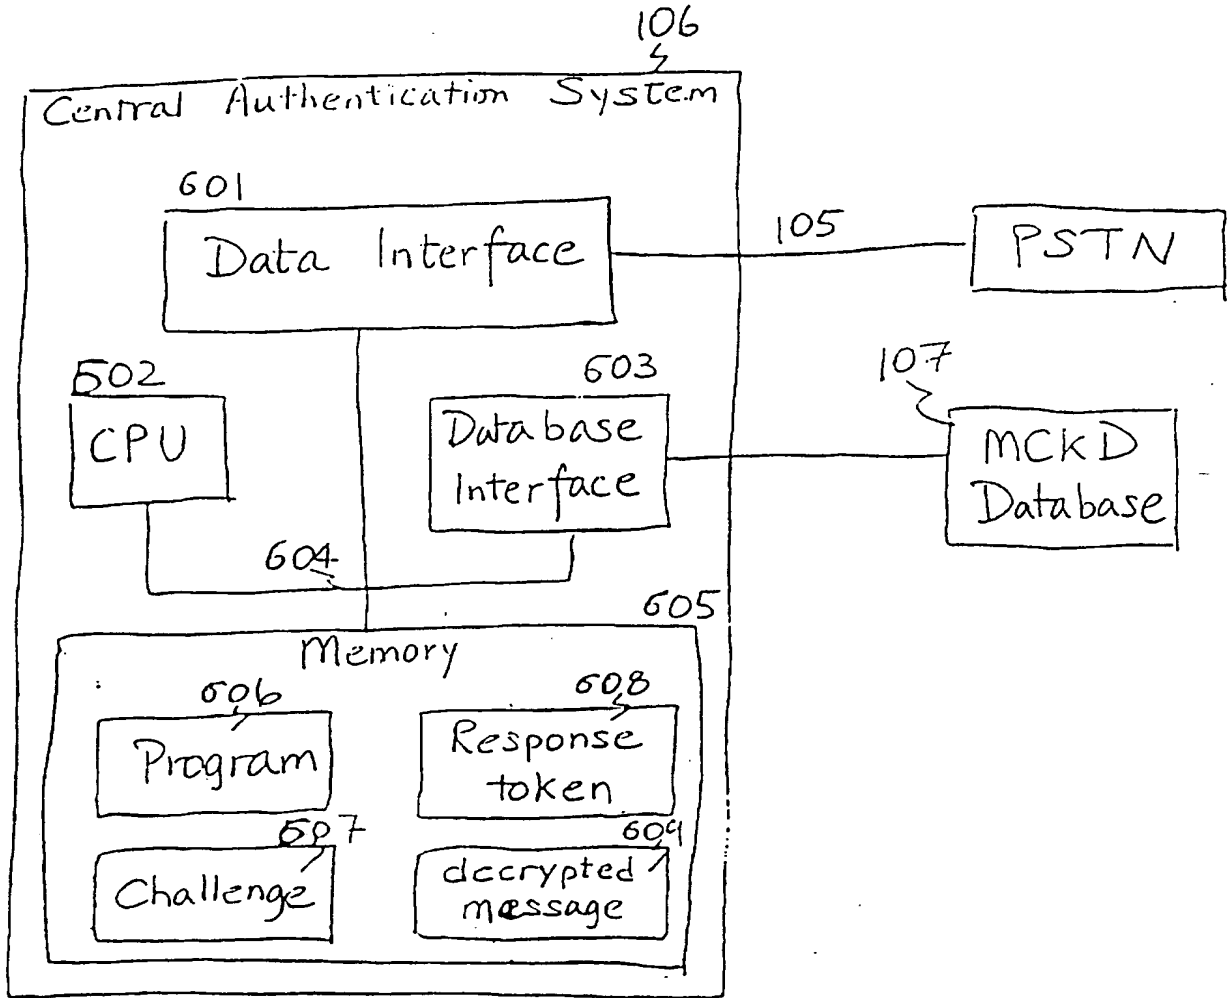 106
Central Authentication System
601
Data Interface
105
PSTN
602
CPU
603
Database
Interface
107
MCKD
Database
604
605
Memory
606
Program
608
Response
token
607
Challenge
609
decrypted
message